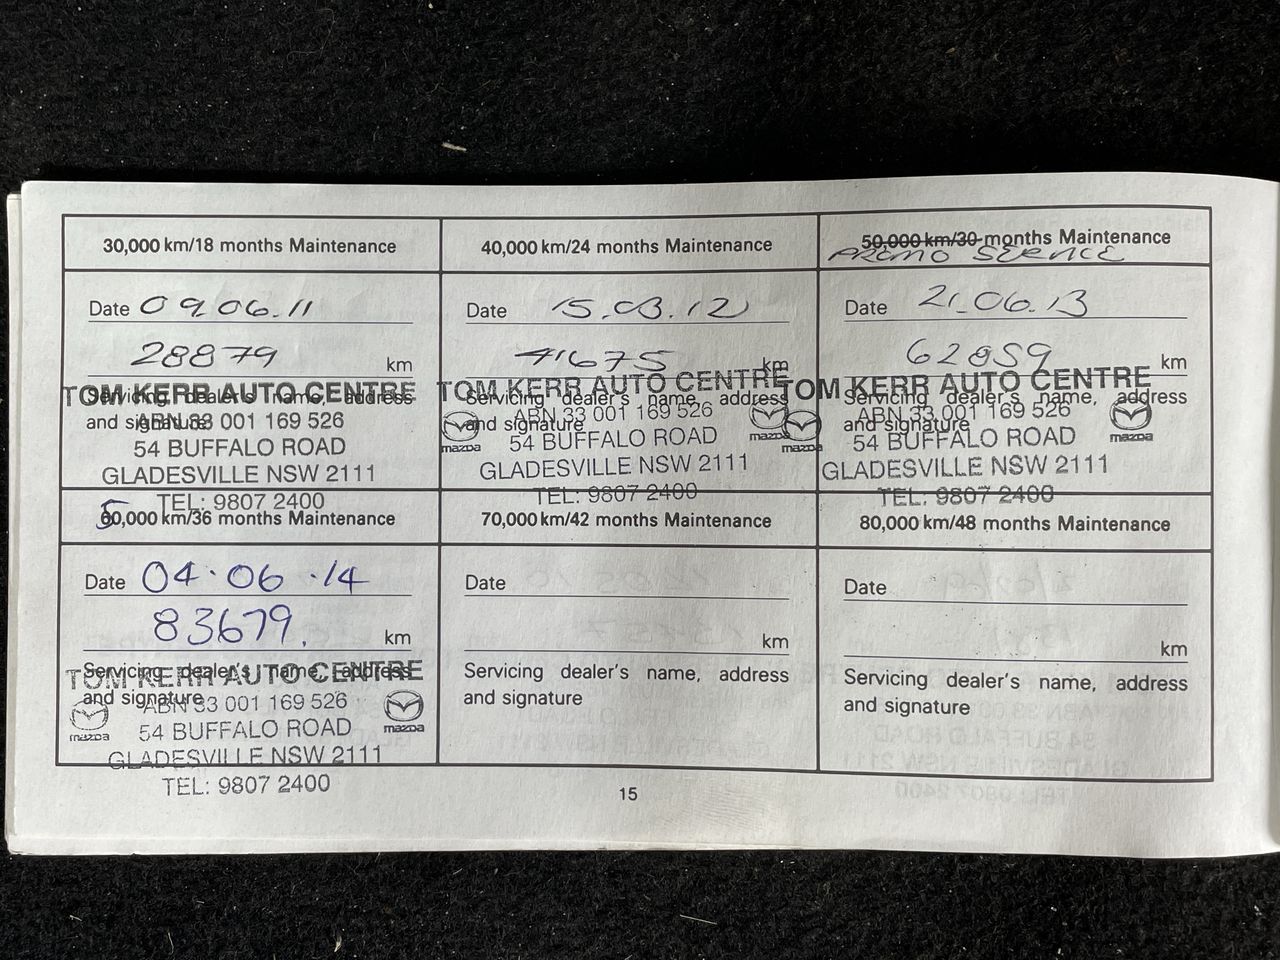 30,000 km/18 months Maintenance
Date 09.06.11
28879 km
Servicing dealer's name, address
and signature
TOM KERR AUTO CENTRE
ABN 33 001 169 526
54 BUFFALO ROAD
GLADESVILLE NSW 2111
TEL: 9807 2400
40,000 km/24 months Maintenance
Date 15.03.12
41675 km
Servicing dealer's name, address
and signature
TOM KERR AUTO CENTRE
ABN 33 001 169 526
mazda mazda
54 BUFFALO ROAD
GLADESVILLE NSW 2111
TEL: 9807 2400
50,000 km/30 months Maintenance
PROMO SERVICE
Date 21.06.13
62859 km
Servicing dealer's name, address
and signature
TOM KERR AUTO CENTRE
ABN 33 001 169 526
mazda mazda
54 BUFFALO ROAD
GLADESVILLE NSW 2111
TEL: 9807 2400
60,000 km/36 months Maintenance
5
Date 04.06.14
83679. km
Servicing dealer's name, address
and signature
TOM KERR AUTO CENTRE
ABN 33 001 169 526
mazda mazda
54 BUFFALO ROAD
GLADESVILLE NSW 2111
TEL: 9807 2400
70,000 km/42 months Maintenance
Date
km
Servicing dealer's name, address
and signature
80,000 km/48 months Maintenance
Date
km
Servicing dealer's name, address
and signature
15